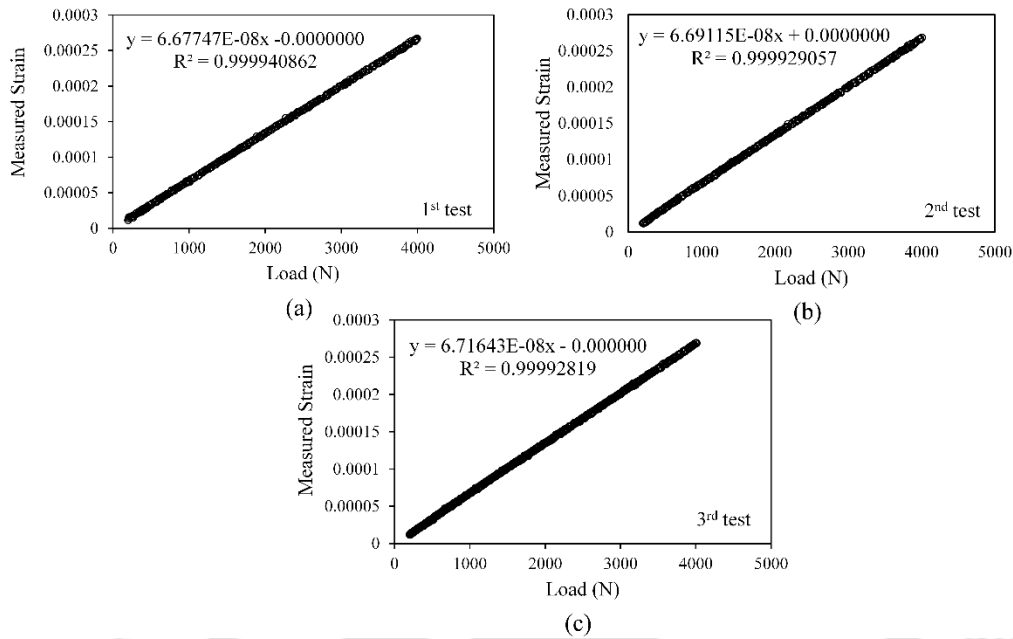 0.0003
0.00025
0.0002
0.00015
0.0001
0.00005
0
Measured Strain
y = 6.67747E-08x -0.0000000
R² = 0.999940862
1st test
0 1000 2000 3000 4000 5000
Load (N)
(a)
0.0003
0.00025
0.0002
0.00015
0.0001
0.00005
0
Measured Strain
y = 6.69115E-08x + 0.0000000
R² = 0.999929057
2nd test
0 1000 2000 3000 4000 5000
Load (N)
(b)
0.0003
0.00025
0.0002
0.00015
0.0001
0.00005
0
Measured Strain
y = 6.71643E-08x - 0.000000
R² = 0.99992819
3rd test
0 1000 2000 3000 4000 5000
Load (N)
(c)